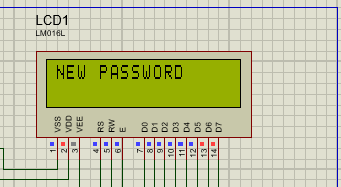 LCD1
LM016L
NEW PASSWORD
VSS VDD VEE RS RW E D0 D1 D2 D3 D4 D5 D6 D7
1 2 3 4 5 6 7 8 9 10 11 12 13 14